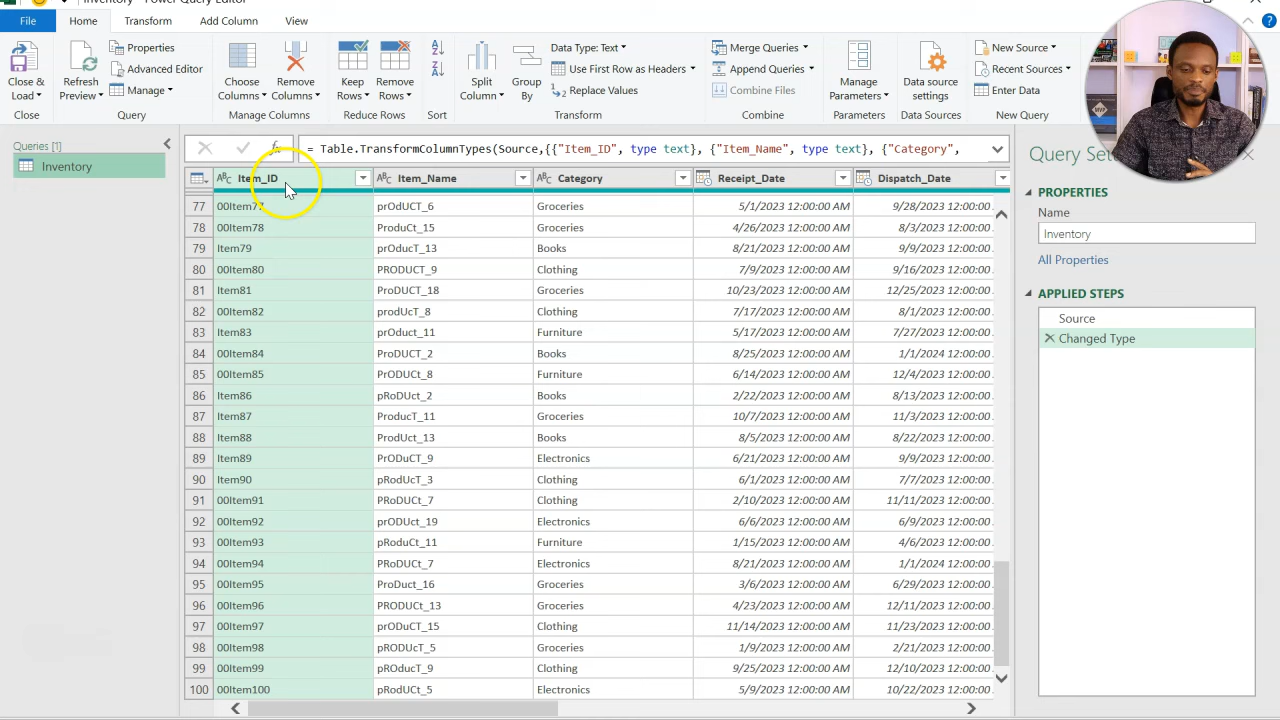 Inventory - Power Query Editor
File Home Transform Add Column View
Close & Load
Close
Refresh Preview
Properties
Advanced Editor
Manage
Query
Choose Columns
Remove Columns
Manage Columns
Keep Rows
Remove Rows
Reduce Rows
Sort
Split Column
Group By
Data Type: Text
Use First Row as Headers
Replace Values
Transform
Merge Queries
Append Queries
Combine Files
Combine
Manage Parameters
Parameters
Data source settings
Data Sources
New Source
Recent Sources
Enter Data
New Query
Queries [1]
Inventory
fx = Table.TransformColumnTypes(Source,{{"Item_ID", type text}, {"Item_Name", type text}, {"Category",
Item_ID Item_Name Category Receipt_Date Dispatch_Date
77 00Item77 prOdUCT_6 Groceries 5/1/2023 12:00:00 AM 9/28/2023 12:00:00
78 00Item78 ProduCt_15 Groceries 4/26/2023 12:00:00 AM 8/3/2023 12:00:00
79 Item79 prOducT_13 Books 8/21/2023 12:00:00 AM 9/9/2023 12:00:00
80 00Item80 PRODUCT_9 Clothing 7/9/2023 12:00:00 AM 9/16/2023 12:00:00
81 Item81 ProDUCT_18 Groceries 10/23/2023 12:00:00 AM 12/25/2023 12:00:00
82 00Item82 prodUCT_8 Clothing 7/17/2023 12:00:00 AM 8/1/2023 12:00:00
83 Item83 prOduct_11 Furniture 5/17/2023 12:00:00 AM 7/27/2023 12:00:00
84 00Item84 ProDUCT_2 Books 8/25/2023 12:00:00 AM 1/1/2024 12:00:00
85 00Item85 PrODUCt_8 Furniture 6/14/2023 12:00:00 AM 12/4/2023 12:00:00
86 Item86 pRoDUCt_2 Books 2/22/2023 12:00:00 AM 8/13/2023 12:00:00
87 Item87 ProducT_11 Groceries 10/7/2023 12:00:00 AM 11/3/2023 12:00:00
88 Item88 ProdUCt_13 Books 8/5/2023 12:00:00 AM 8/22/2023 12:00:00
89 Item89 PrODUCT_9 Electronics 6/21/2023 12:00:00 AM 9/9/2023 12:00:00
90 Item90 pRodUcT_3 Clothing 6/1/2023 12:00:00 AM 7/7/2023 12:00:00
91 00Item91 PRoDUCt_7 Clothing 2/10/2023 12:00:00 AM 11/11/2023 12:00:00
92 00Item92 prODUct_19 Electronics 6/6/2023 12:00:00 AM 6/9/2023 12:00:00
93 00Item93 pRoduCt_11 Furniture 1/15/2023 12:00:00 AM 4/6/2023 12:00:00
94 00Item94 PRoDUCt_7 Electronics 8/21/2023 12:00:00 AM 1/1/2024 12:00:00
95 00Item95 ProDuct_16 Groceries 3/6/2023 12:00:00 AM 6/29/2023 12:00:00
96 00Item96 PRODUCt_13 Groceries 4/23/2023 12:00:00 AM 12/11/2023 12:00:00
97 00Item97 prODuCT_15 Clothing 11/14/2023 12:00:00 AM 11/23/2023 12:00:00
98 00Item98 pRODUCT_5 Groceries 1/9/2023 12:00:00 AM 2/21/2023 12:00:00
99 00Item99 pROducT_9 Clothing 9/25/2023 12:00:00 AM 12/10/2023 12:00:00
100 00Item100 pRodUCt_5 Electronics 5/9/2023 12:00:00 AM 10/22/2023 12:00:00
Query
PROPERTIES
Name
Inventory
All Properties
APPLIED STEPS
Source
Changed Type